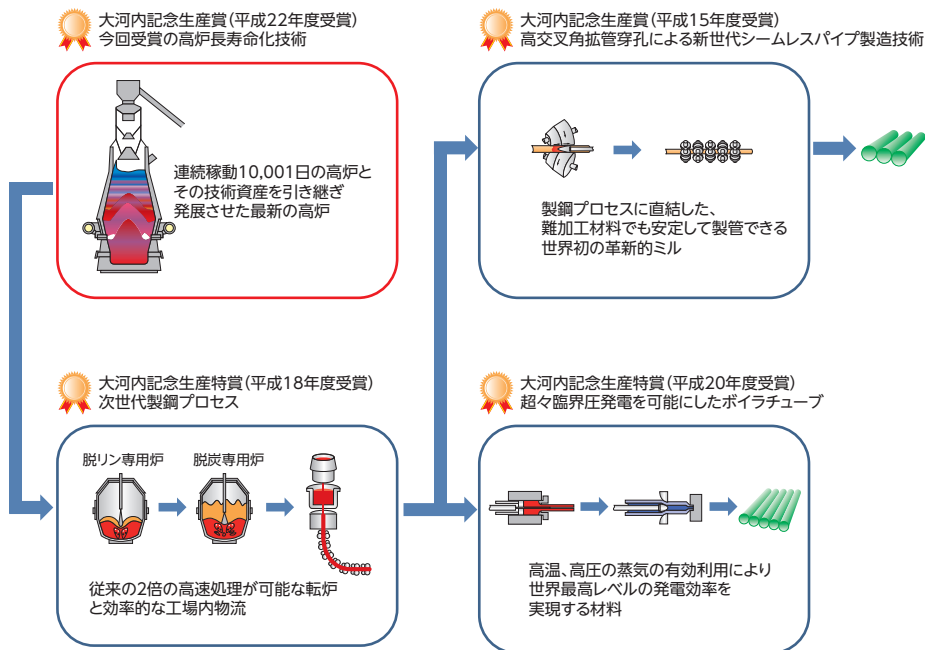 大河内記念生産賞（平成22年度受賞）
今回受賞の高炉長寿命化技術
連続稼動10,001日の高炉と
その技術資産を引き継ぎ
発展させた最新の高炉
大河内記念生産賞（平成15年度受賞）
高交叉角拡管穿孔による新世代シームレスパイプ製造技術
製鋼プロセスに直結した、
難加工材料でも安定して製管できる
世界初の革新的ミル
大河内記念生産特賞（平成18年度受賞）
次世代製鋼プロセス
脱リン専用炉
脱炭専用炉
従来の2倍の高速処理が可能な転炉
と効率的な工場内物流
大河内記念生産特賞（平成20年度受賞）
超々臨界圧発電を可能にしたボイラチューブ
高温、高圧の蒸気の有効利用により
世界最高レベルの発電効率を
実現する材料